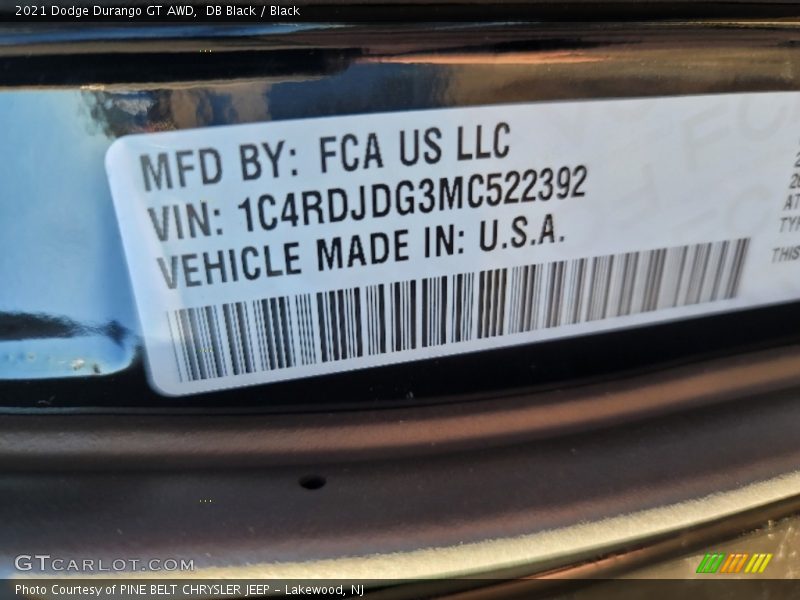 2021 Dodge Durango GT AWD,  DB Black / Black
MFD BY: FCA US LLC
VIN: 1C4RDJDG3MC522392
VEHICLE MADE IN: U.S.A.
THIS
GTCARLOT.COM
Photo Courtesy of PINE BELT CHRYSLER JEEP - Lakewood, NJ